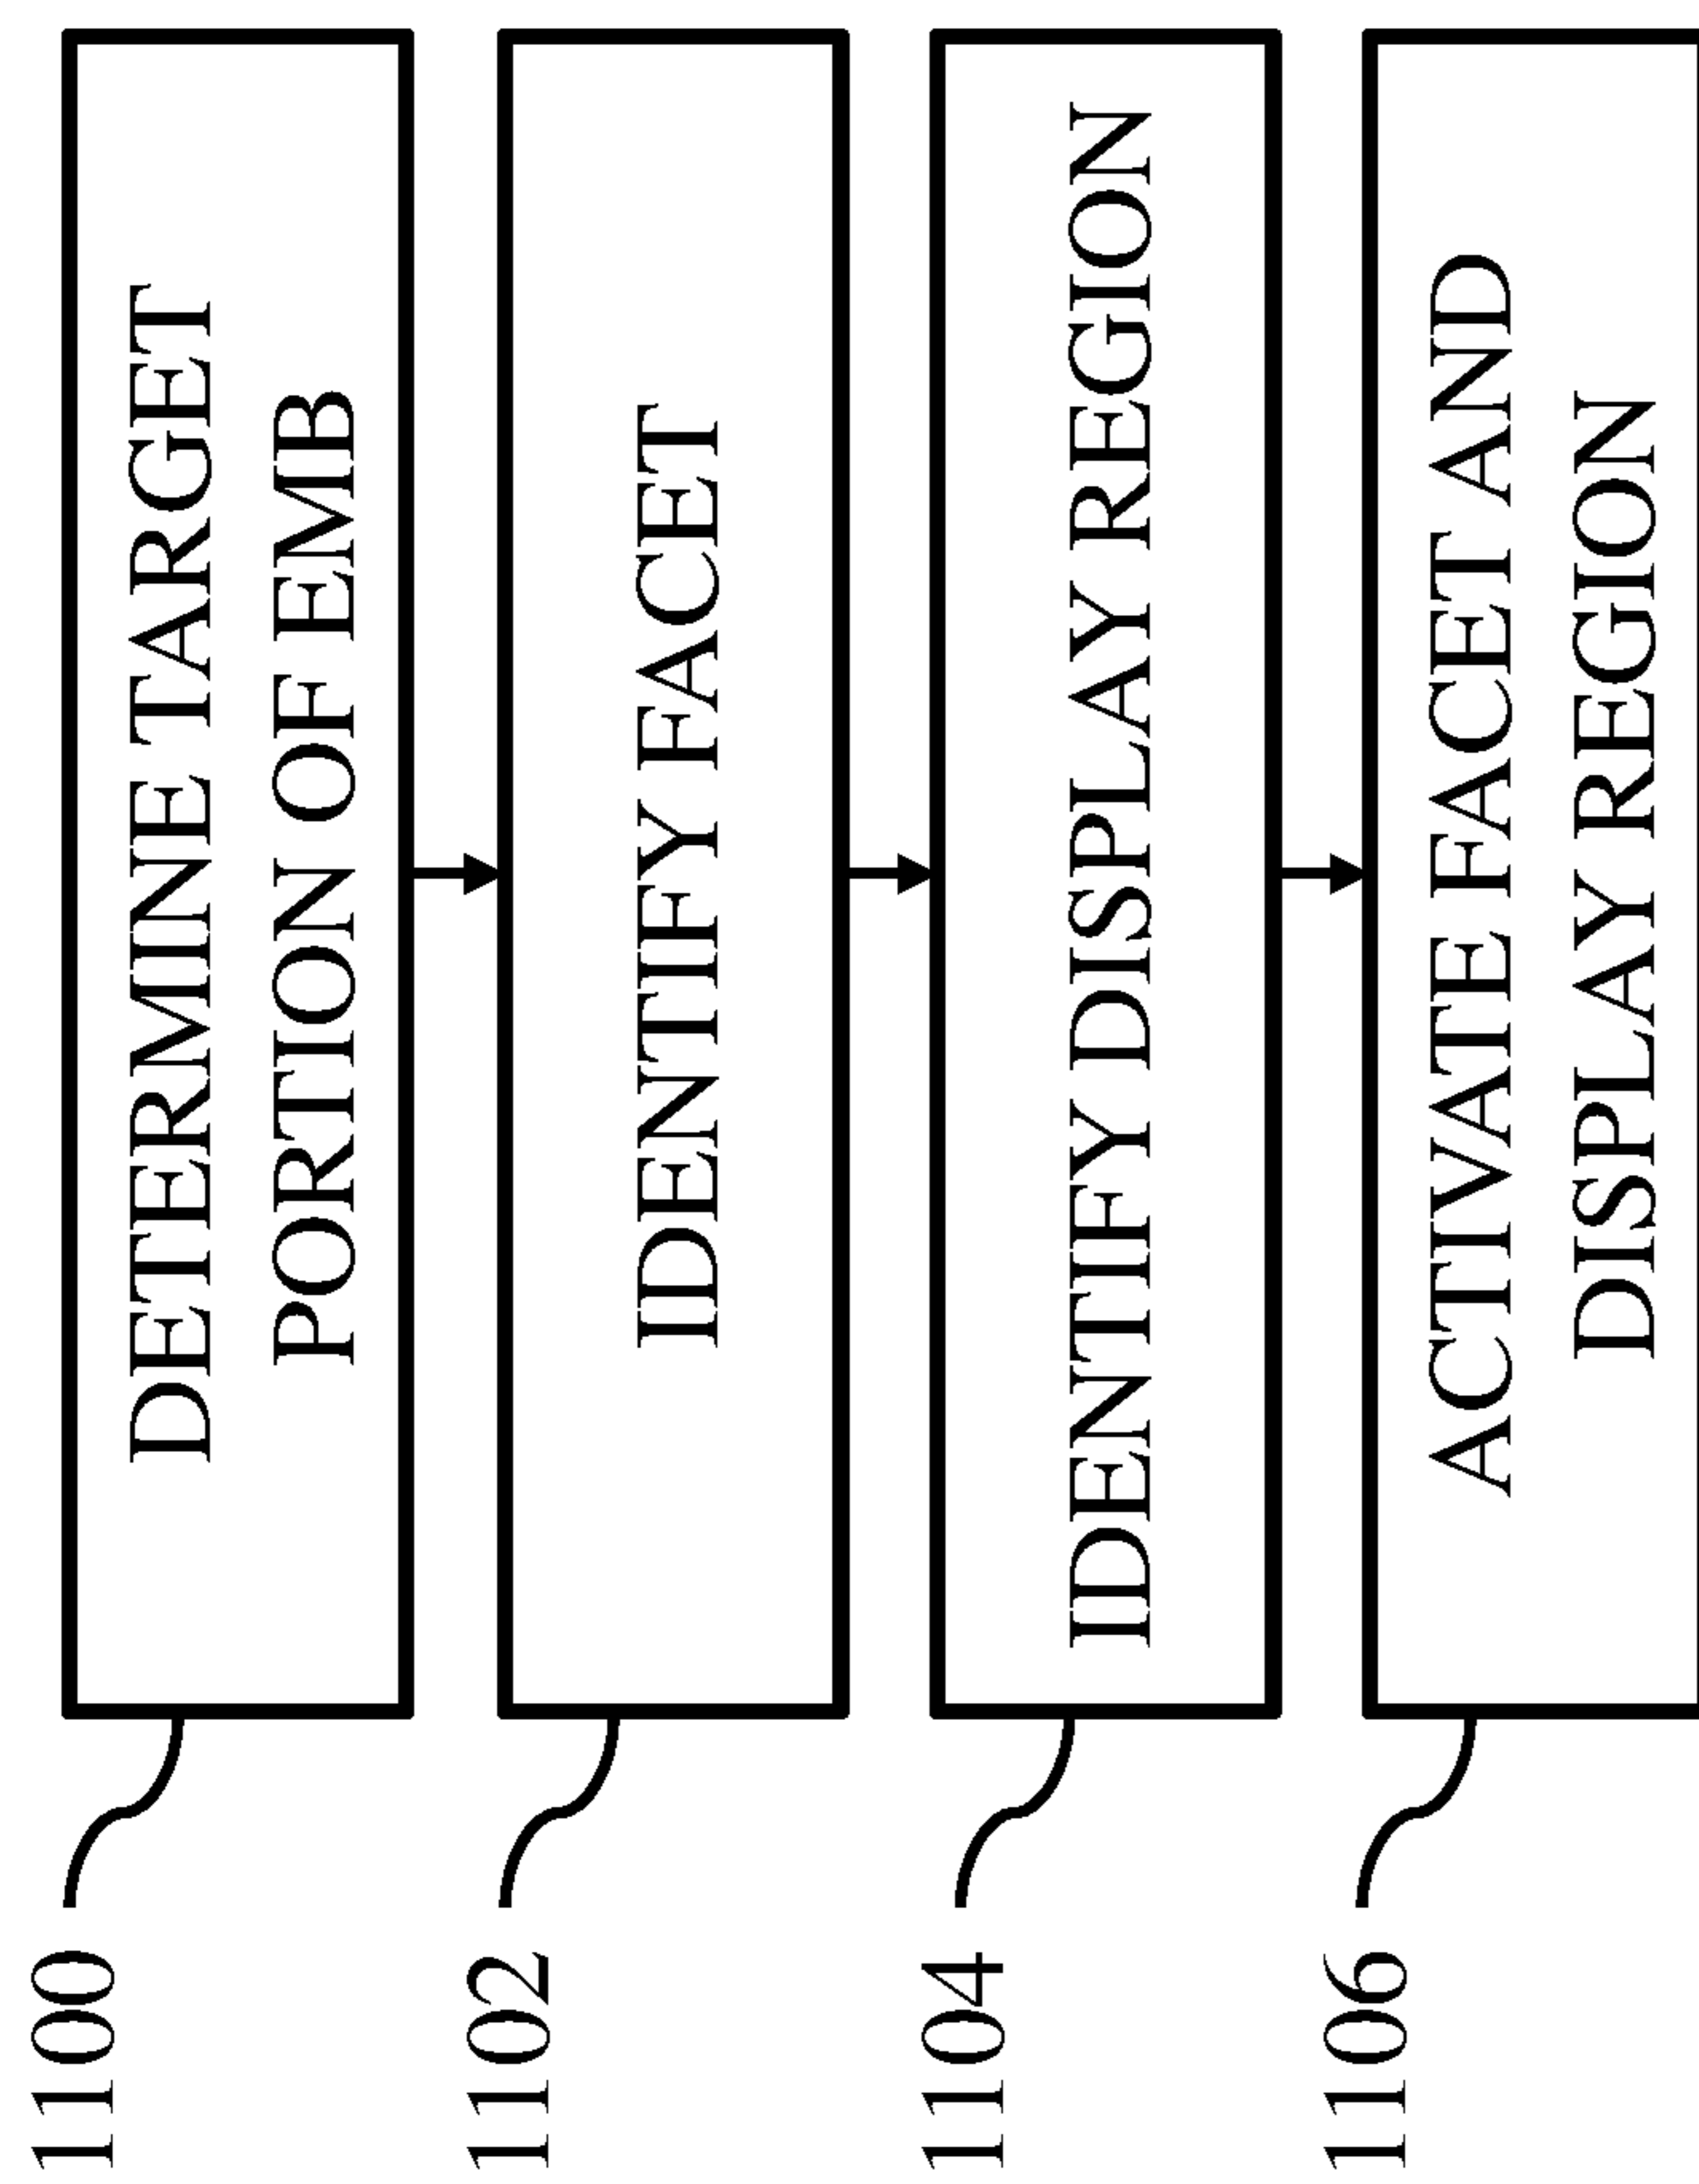 1100
DETERMINE TARGET
PORTION OF EMB
1102
IDENTIFY FACET
1104
IDENTIFY DISPLAY REGION
1106
ACTIVATE FACET AND
DISPLAY REGION